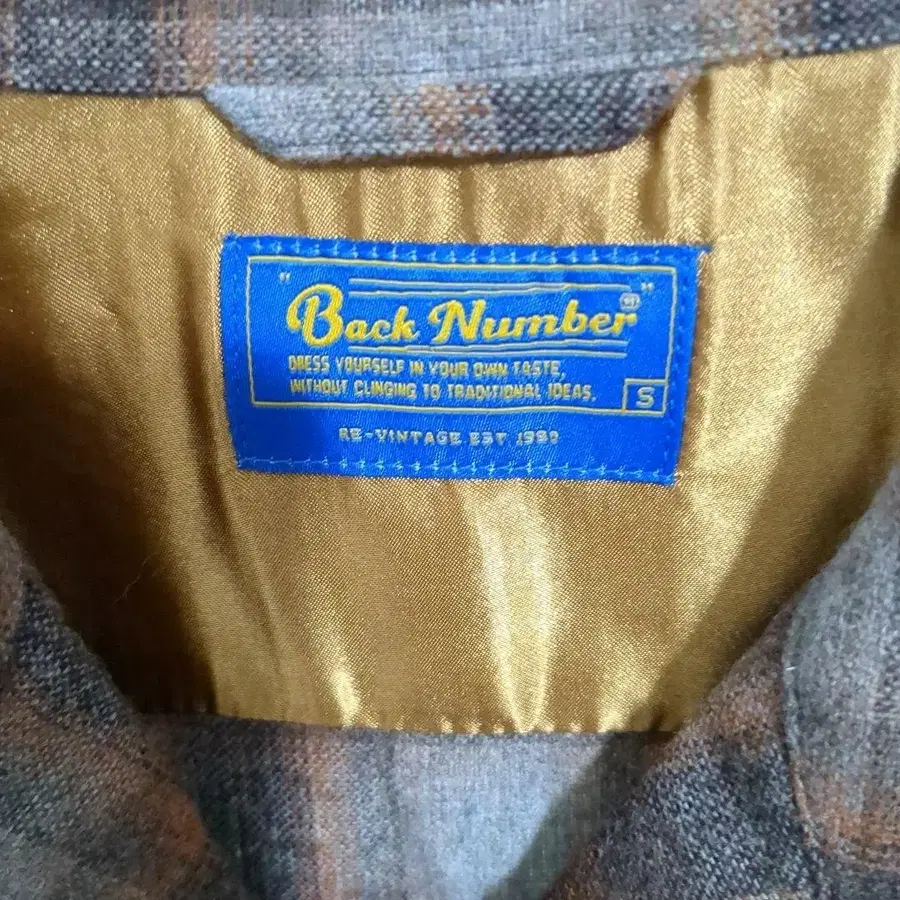 "Back Number"
DRESS YOURSELF IN YOUR OWN TASTE,
WITHOUT CLINGING TO TRADITIONAL IDEAS.
S
RE-VINTAGE EST